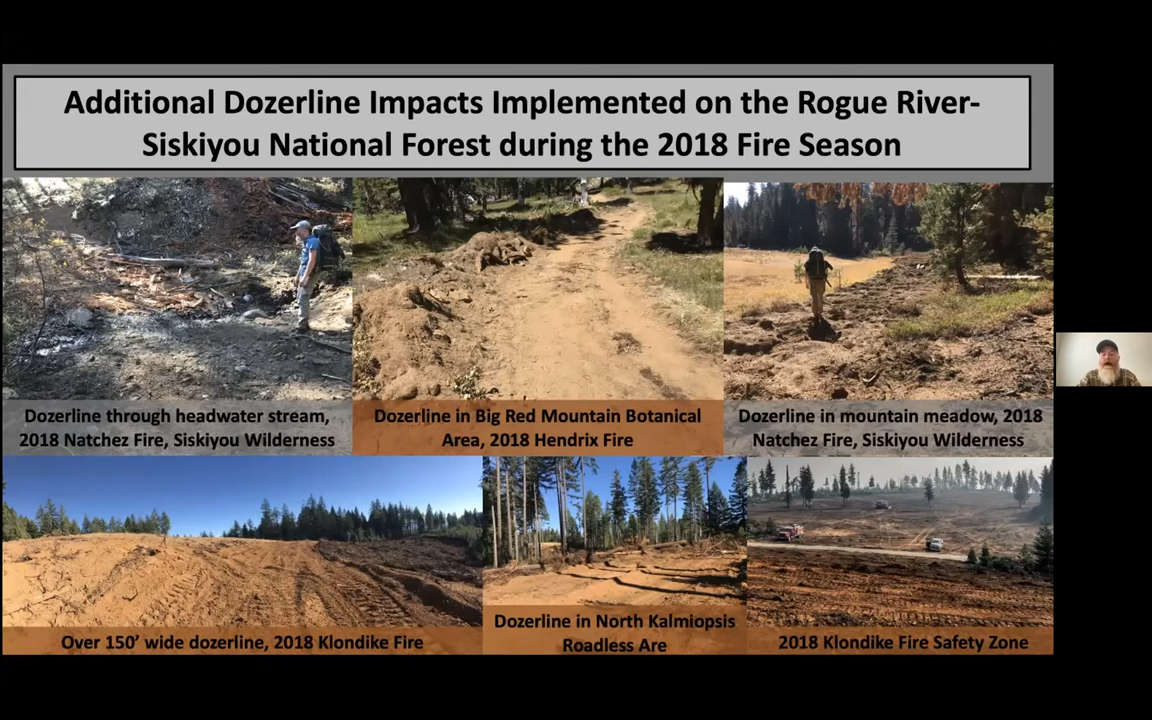 Additional Dozerline Impacts Implemented on the Rogue River-
Siskiyou National Forest during the 2018 Fire Season
Dozerline through headwater stream,
2018 Natchez Fire, Siskiyou Wilderness
Dozerline in Big Red Mountain Botanical
Area, 2018 Hendrix Fire
Dozerline in mountain meadow, 2018
Natchez Fire, Siskiyou Wilderness
Over 150’ wide dozerline, 2018 Klondike Fire
Dozerline in North Kalmiopsis
Roadless Are
2018 Klondike Fire Safety Zone